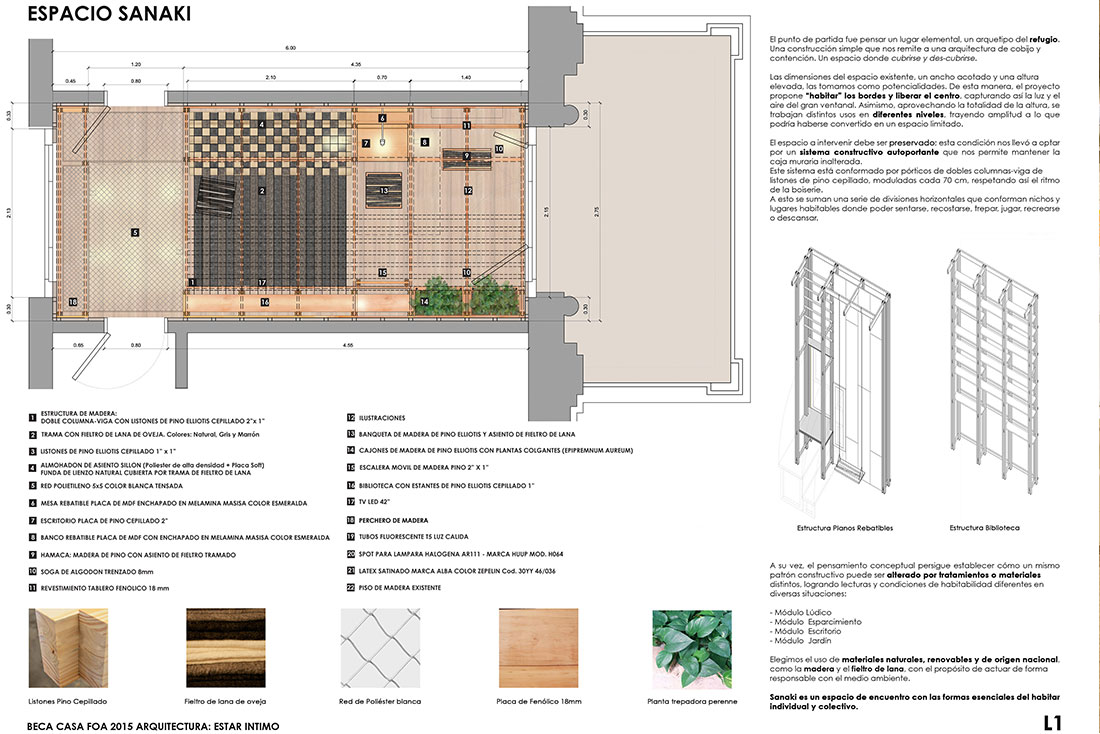 ESPACIO SANAKI
6.00
1.20
4.35
0.45
0.80
2.10
0.70
1.40
0.33
0.30
2.13
2.15
2.75
0.30
0.30
4
6
7
8
11
10
9
2
13
12
5
15
10
1
17
18
16
14
0.65
0.80
4.55
1 ESTRUCTURA DE MADERA:
DOBLE COLUMNA-VIGA CON LISTONES DE PINO ELLIOTIS CEPILLADO 2"x 1"
2 TRAMA CON FIELTRO DE LANA DE OVEJA. Colores: Natural, Gris y Marrón
3 LISTONES DE PINO ELLIOTIS CEPILLADO 1" x 1"
4 ALMOHADON DE ASIENTO SILLON (Poliester de alta densidad + Placa Soft)
FUNDA DE LIENZO NATURAL CUBIERTA POR TRAMA DE FIELTRO DE LANA
5 RED POLIETILENO 5x5 COLOR BLANCA TENSADA
6 MESA REBATIBLE PLACA DE MDF ENCHAPADO EN MELAMINA MASISA COLOR ESMERALDA
7 ESCRITORIO PLACA DE PINO CEPILLADO 2"
8 BANCO REBATIBLE PLACA DE MDF CON ENCHAPADO EN MELAMINA MASISA COLOR ESMERALDA
9 HAMACA: MADERA DE PINO CON ASIENTO DE FIELTRO TRAMADO
10 SOGA DE ALGODON TRENZADO 8mm
11 REVESTIMIENTO TABLERO FENOLICO 18 mm
12 ILUSTRACIONES
13 BANQUETA DE MADERA DE PINO ELLIOTIS Y ASIENTO DE FIELTRO DE LANA
14 CAJONES DE MADERA DE PINO ELLIOTIS CON PLANTAS COLGANTES (EPIPREMNUM AUREUM)
15 ESCALERA MOVIL DE MADERA PINO 2" X 1"
16 BIBLIOTECA CON ESTANTES DE PINO ELLIOTIS CEPILLADO 1"
17 TV LED 42"
18 PERCHERO DE MADERA
19 TUBOS FLUORESCENTE T5 LUZ CALIDA
20 SPOT PARA LAMPARA HALOGENA AR111 - MARCA HUUP MOD. H064
21 LATEX SATINADO MARCA ALBA COLOR ZEPELIN Cod. 30YY 46/036
22 PISO DE MADERA EXISTENTE
Listones Pino Cepillado
Fieltro de lana de oveja
Red de Poliéster blanca
Placa de Fenólico 18mm
Planta trepadora perenne
BECA CASA FOA 2015 ARQUITECTURA: ESTAR INTIMO
El punto de partida fue pensar un lugar elemental, un arquetipo del refugio.
Una construcción simple que nos remite a una arquitectura de cobijo y
contención. Un espacio donde cubrirse y des-cubrirse.
Las dimensiones del espacio existente, un ancho acotado y una altura
elevada, las tomamos como potencialidades. De esta manera, el proyecto
propone "habitar" los bordes y liberar el centro, capturando así la luz y el
aire del gran ventanal. Asimismo, aprovechando la totalidad de la altura, se
trabajan distintos usos en diferentes niveles, trayendo amplitud a lo que
podría haberse convertido en un espacio limitado.
El espacio a intervenir debe ser preservado; esta condición nos llevó a optar
por un sistema constructivo autoportante que nos permite mantener la
caja muraria inalterada.
Este sistema está conformado por pórticos de dobles columnas-viga de
listones de pino cepillado, moduladas cada 70 cm, respetando así el ritmo
de la boiserie.
A esto se suman una serie de divisiones horizontales que conforman nichos y
lugares habitables donde poder sentarse, recostarse, trepar, jugar, recrearse
o descansar.
Estructura Planos Rebatibles
Estructura Biblioteca
A su vez, el pensamiento conceptual persigue establecer cómo un mismo
patrón constructivo puede ser alterado por tratamientos o materiales
distintos, logrando lecturas y condiciones de habitabilidad diferentes en
diversas situaciones:
- Módulo Lúdico
- Módulo Esparcimiento
- Módulo Escritorio
- Módulo Jardín
Elegimos el uso de materiales naturales, renovables y de origen nacional,
como la madera y el fieltro de lana, con el propósito de actuar de forma
responsable con el medio ambiente.
Sanaki es un espacio de encuentro con las formas esenciales del habitar
individual y colectivo.
L1